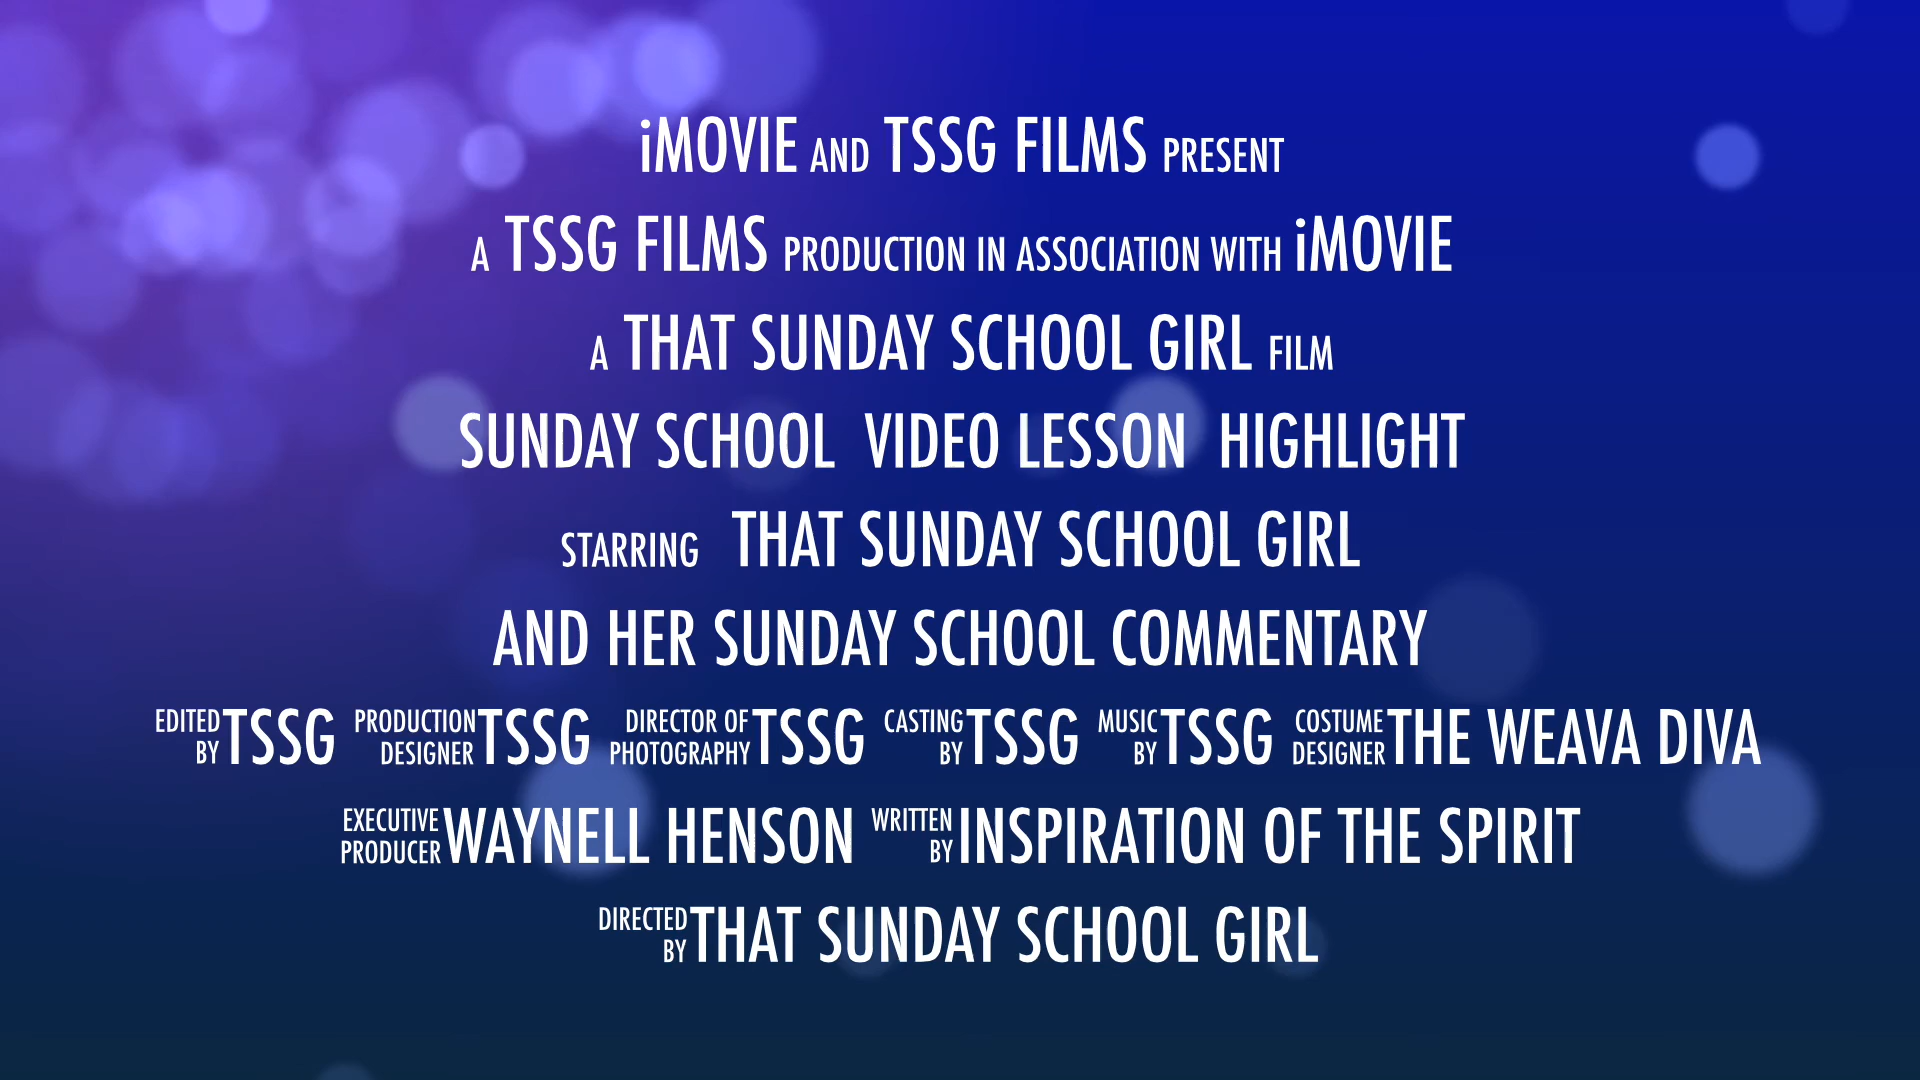 iMOVIE AND TSSG FILMS PRESENT
A TSSG FILMS PRODUCTION IN ASSOCIATION WITH iMOVIE
A THAT SUNDAY SCHOOL GIRL FILM
SUNDAY SCHOOL VIDEO LESSON HIGHLIGHT
STARRING THAT SUNDAY SCHOOL GIRL
AND HER SUNDAY SCHOOL COMMENTARY
EDITED BY TSSG PRODUCTION DESIGNER TSSG DIRECTOR OF PHOTOGRAPHY TSSG CASTING BY TSSG MUSIC BY TSSG COSTUME DESIGNER THE WEAVA DIVA
EXECUTIVE PRODUCER WAYNELL HENSON WRITTEN BY INSPIRATION OF THE SPIRIT
DIRECTED BY THAT SUNDAY SCHOOL GIRL